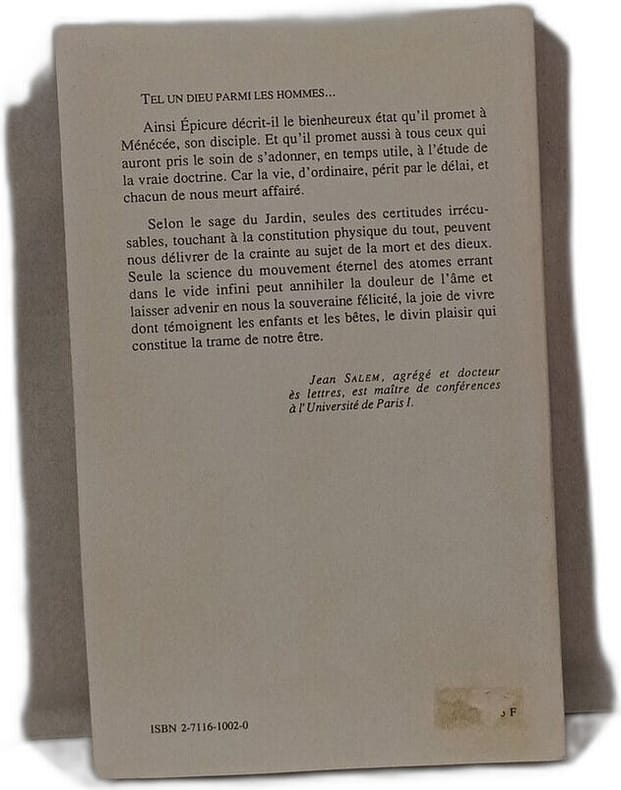 TEL UN DIEU PARMI LES HOMMES...
Ainsi Épicure décrit-il le bienheureux état qu'il promet à
Ménécée, son disciple. Et qu'il promet aussi à tous ceux qui
auront pris le soin de s'adonner, en temps utile, à l'étude de
la vraie doctrine. Car la vie, d'ordinaire, périt par le délai, et
chacun de nous meurt affairé.
Selon le sage du Jardin, seules des certitudes irrécu-
sables, touchant à la constitution physique du tout, peuvent
nous délivrer de la crainte au sujet de la mort et des dieux.
Seule la science du mouvement éternel des atomes errant
dans le vide infini peut annihiler la douleur de l'âme et
laisser advenir en nous la souveraine félicité, la joie de vivre
dont témoignent les enfants et les bêtes, le divin plaisir qui
constitue la trame de notre être.
Jean SALEM, agrégé et docteur
ès lettres, est maître de conférences
à l'Université de Paris I.
ISBN 2-7116-1002-0
F